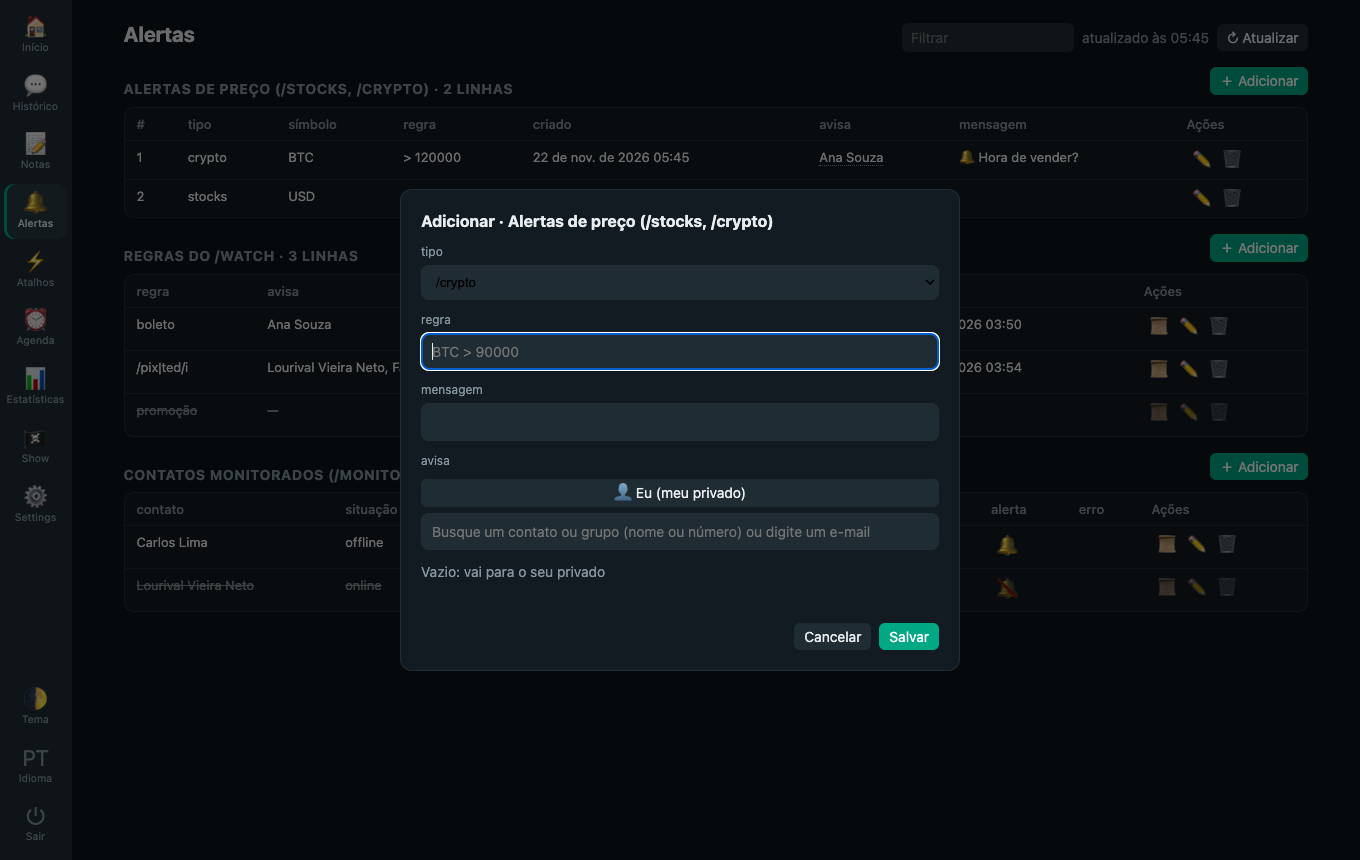 Início
Histórico
Notas
Alertas
Atalhos
Agenda
Estatísticas
Show
Settings
Tema
PT
Idioma
Sair
Alertas
Filtrar
atualizado às 05:45
↻ Atualizar
ALERTAS DE PREÇO (/STOCKS, /CRYPTO) · 2 LINHAS
+ Adicionar
# tipo símbolo regra criado avisa mensagem Ações
1 crypto BTC > 120000 22 de nov. de 2026 05:45 Ana Souza 🔔 Hora de vender?
2 stocks USD
REGRAS DO /WATCH · 3 LINHAS
+ Adicionar
regra avisa Ações
boleto Ana Souza 026 03:50
/pix|ted/i Lourival Vieira Neto, F 026 03:54
promoção —
CONTATOS MONITORADOS (/MONITO
+ Adicionar
contato situação alerta erro Ações
Carlos Lima offline
Lourival Vieira Neto online
Adicionar · Alertas de preço (/stocks, /crypto)
tipo
/crypto
regra
BTC > 90000
mensagem
avisa
👤 Eu (meu privado)
Busque um contato ou grupo (nome ou número) ou digite um e-mail
Vazio: vai para o seu privado
Cancelar
Salvar